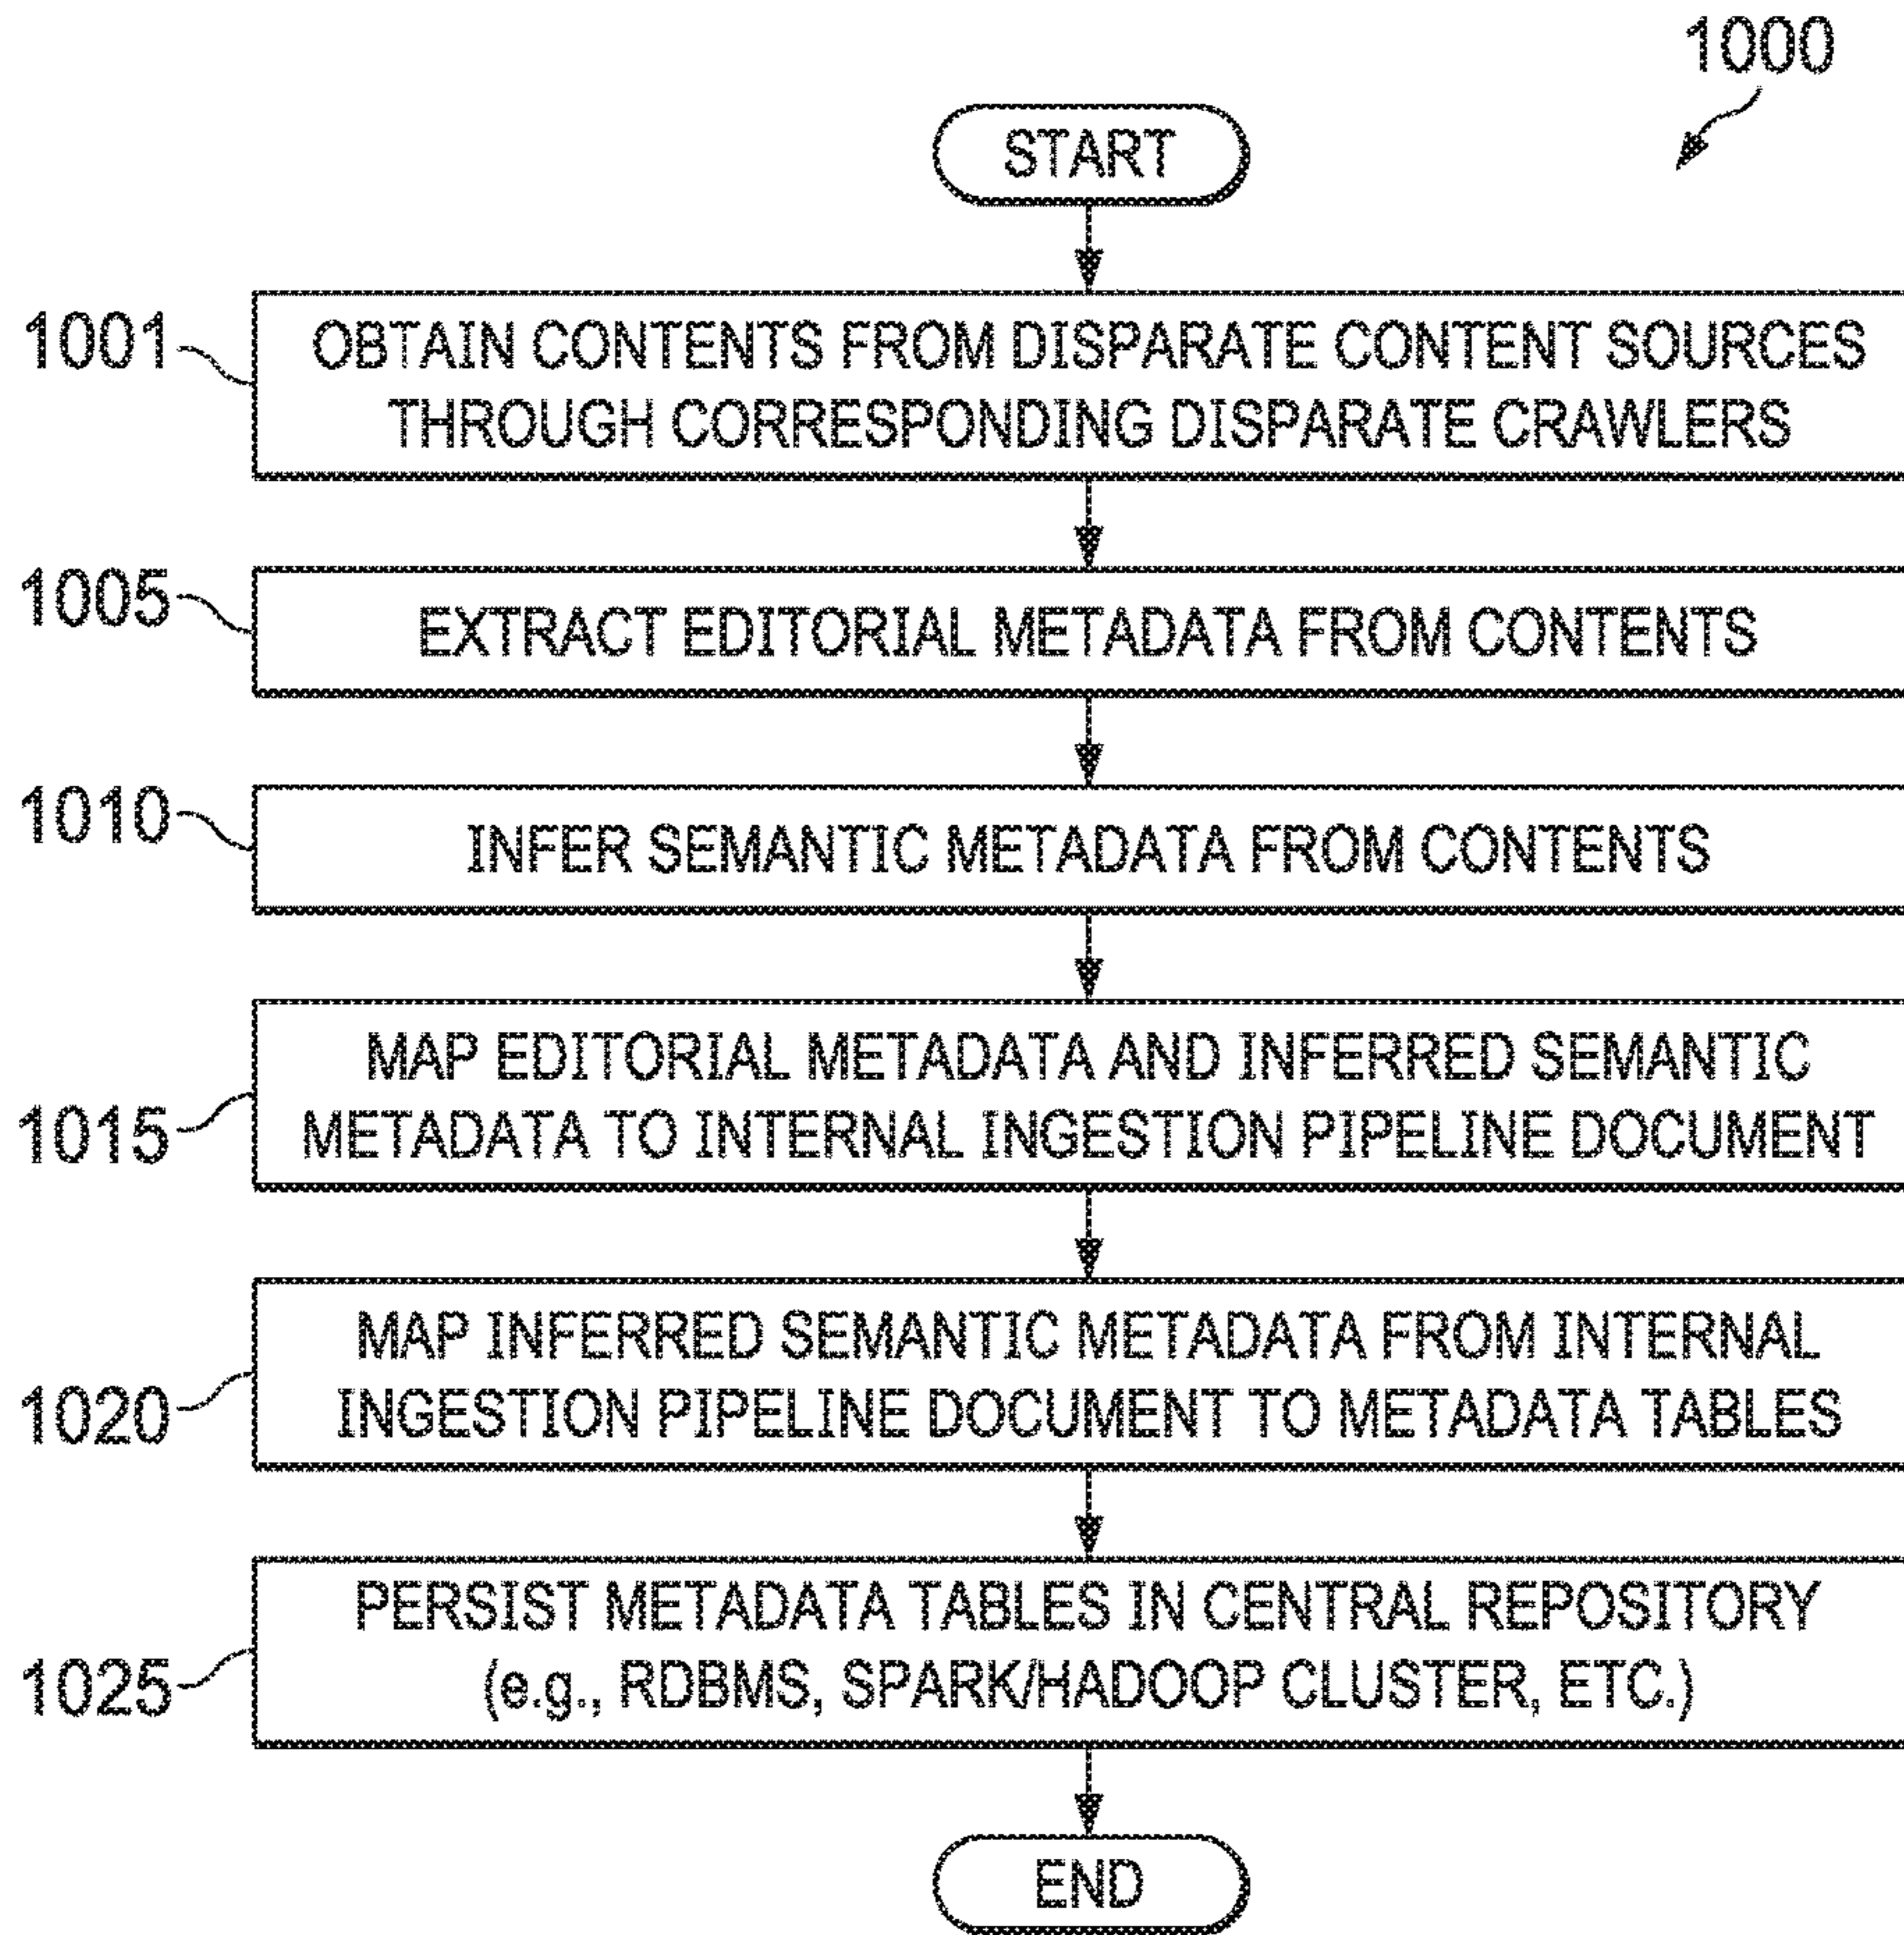 1000
START
1001
OBTAIN CONTENTS FROM DISPARATE CONTENT SOURCES
THROUGH CORRESPONDING DISPARATE CRAWLERS
1005
EXTRACT EDITORIAL METADATA FROM CONTENTS
1010
INFER SEMANTIC METADATA FROM CONTENTS
1015
MAP EDITORIAL METADATA AND INFERRED SEMANTIC
METADATA TO INTERNAL INGESTION PIPELINE DOCUMENT
1020
MAP INFERRED SEMANTIC METADATA FROM INTERNAL
INGESTION PIPELINE DOCUMENT TO METADATA TABLES
1025
PERSIST METADATA TABLES IN CENTRAL REPOSITORY
(e.g., RDBMS, SPARK/HADOOP CLUSTER, ETC.)
END